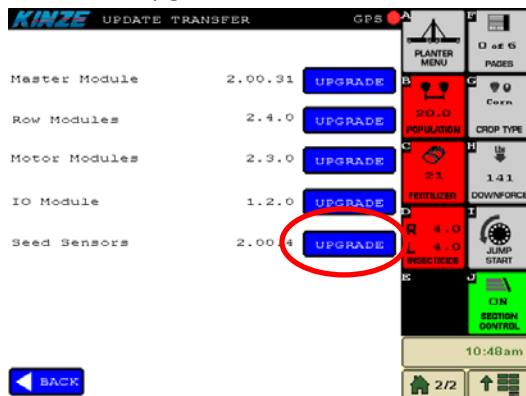 KINZE UPDATE TRANSFER GPS
Master Module 2.00.31 UPGRADE
Row Modules 2.4.0 UPGRADE
Motor Modules 2.3.0 UPGRADE
IO Module 1.2.0 UPGRADE
Seed Sensors 2.00.4 UPGRADE
BACK
A
PLANTER
MENU
F
0 of 6
PAGES
B
20.0
POPULATION
G
Corn
CROP TYPE
C
21
FERTILIZER
H
Lbs
141
DOWNFORCE
D
R 4.0
L 4.0
INSECTICIDE
I
JUMP
START
E
J
ON
SECTION
CONTROL
10:48am
2/2